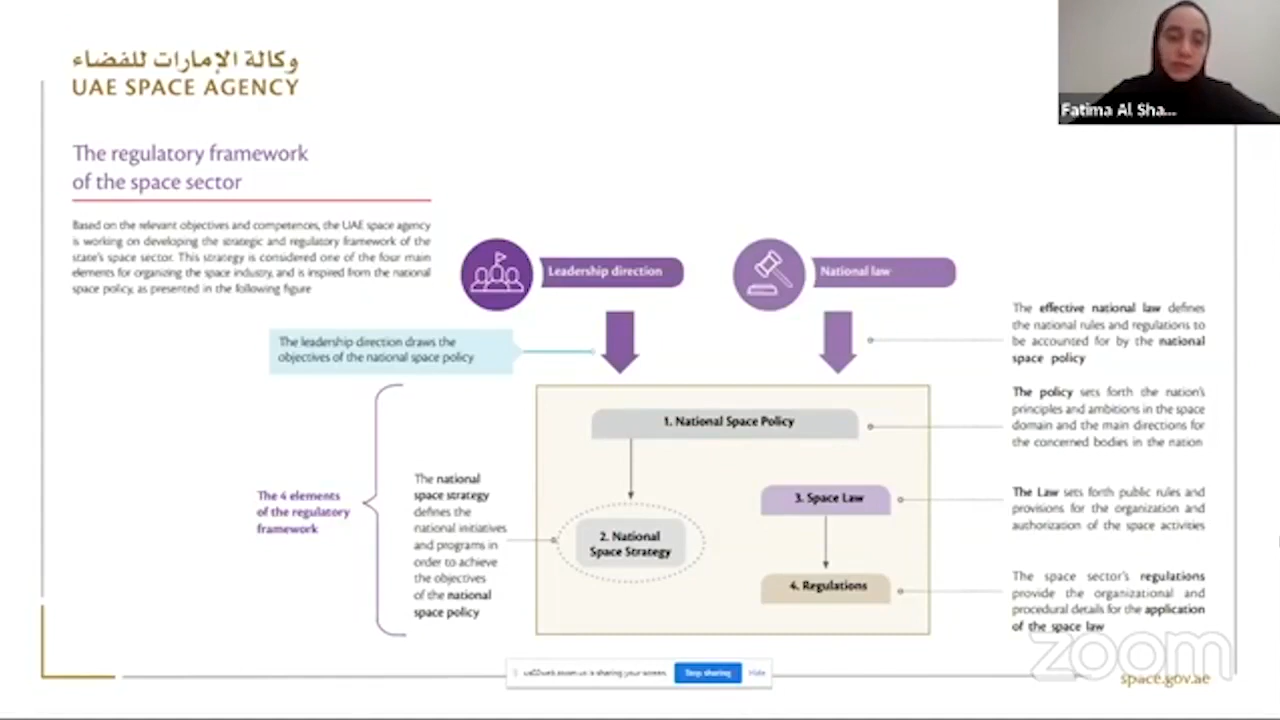 وكالة الإمارات للفضاء
UAE SPACE AGENCY
Fatima Al Sha...
The regulatory framework
of the space sector
Based on the relevant objectives and competences, the UAE space agency
is working on developing the strategic and regulatory framework of the
state's space sector. This strategy is considered one of the four main
elements for organizing the space industry, and is inspired from the national
space policy, as presented in the following figure
Leadership direction
National law
The leadership direction draws the
objectives of the national space policy
The effective national law defines
the national rules and regulations to
be accounted for by the national
space policy
1. National Space Policy
The policy sets forth the nation's
principles and ambitions in the space
domain and the main directions for
the concerned bodies in the nation
The 4 elements
of the regulatory
framework
The national
space strategy
defines the
national initiatives
and programs in
order to achieve
the objectives
of the national
space policy
2. National
Space Strategy
3. Space Law
The Law sets forth public rules and
provisions for the organization and
authorization of the space activities
4. Regulations
The space sector's regulations
provide the organizational and
procedural details for the application
of the space law
is sharing your screen.
Stop sharing
Hide
zoom
space.gov.ae